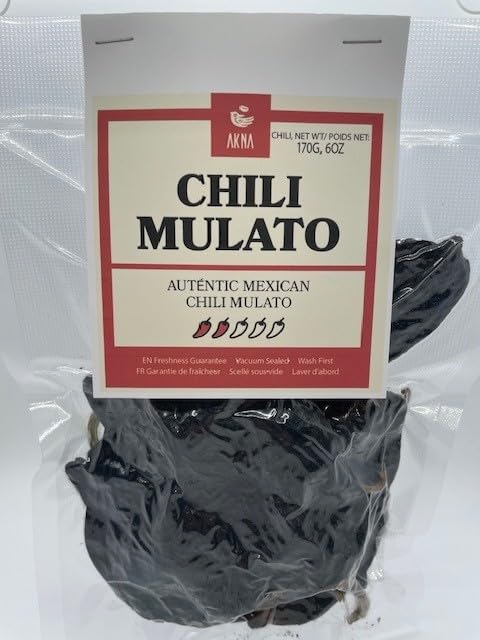 AKNA
CHILI, NET WT/ POIDS NET:
170G, 6OZ
CHILI
MULATO
AUTÉNTIC MEXICAN
CHILI MULATO
EN Freshness Guarantee Vacuum Sealed Wash First
FR Garantie de fraîcheur Scellé sous-vide Laver d'abord